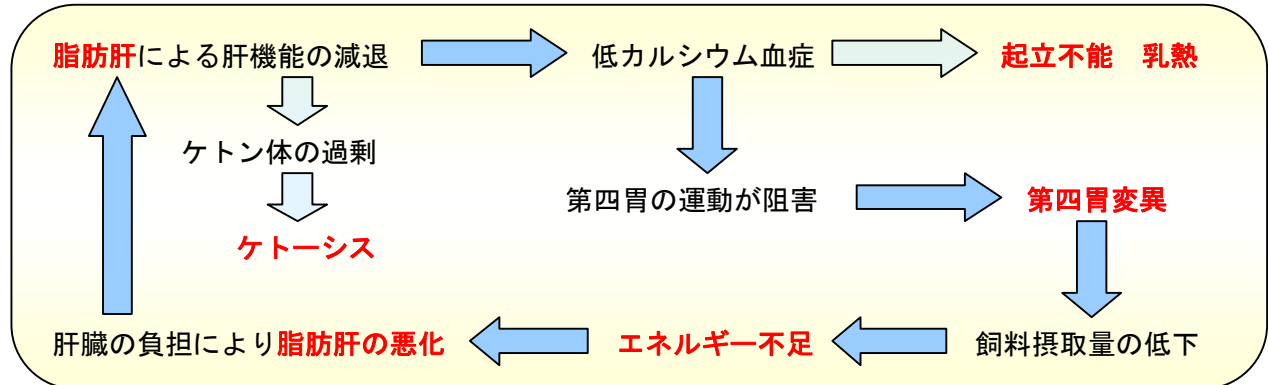 脂肪肝による肝機能の減退
低カルシウム血症
起立不能 乳熱
ケトン体の過剰
第四胃の運動が阻害
第四胃変異
ケトーシス
肝臓の負担により脂肪肝の悪化
エネルギー不足
飼料摂取量の低下